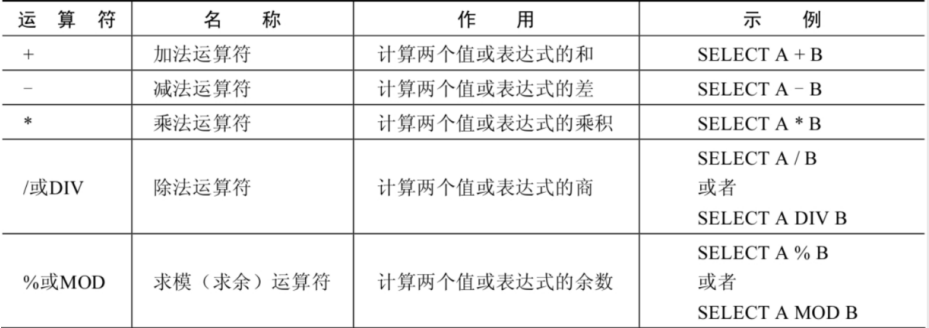 运 算 符 名 称 作 用 示 例
+ 加法运算符 计算两个值或表达式的和 SELECT A + B
- 减法运算符 计算两个值或表达式的差 SELECT A - B
* 乘法运算符 计算两个值或表达式的乘积 SELECT A * B
/或DIV 除法运算符 计算两个值或表达式的商 SELECT A / B
或者
SELECT A DIV B
%或MOD 求模（求余）运算符 计算两个值或表达式的余数 SELECT A % B
或者
SELECT A MOD B